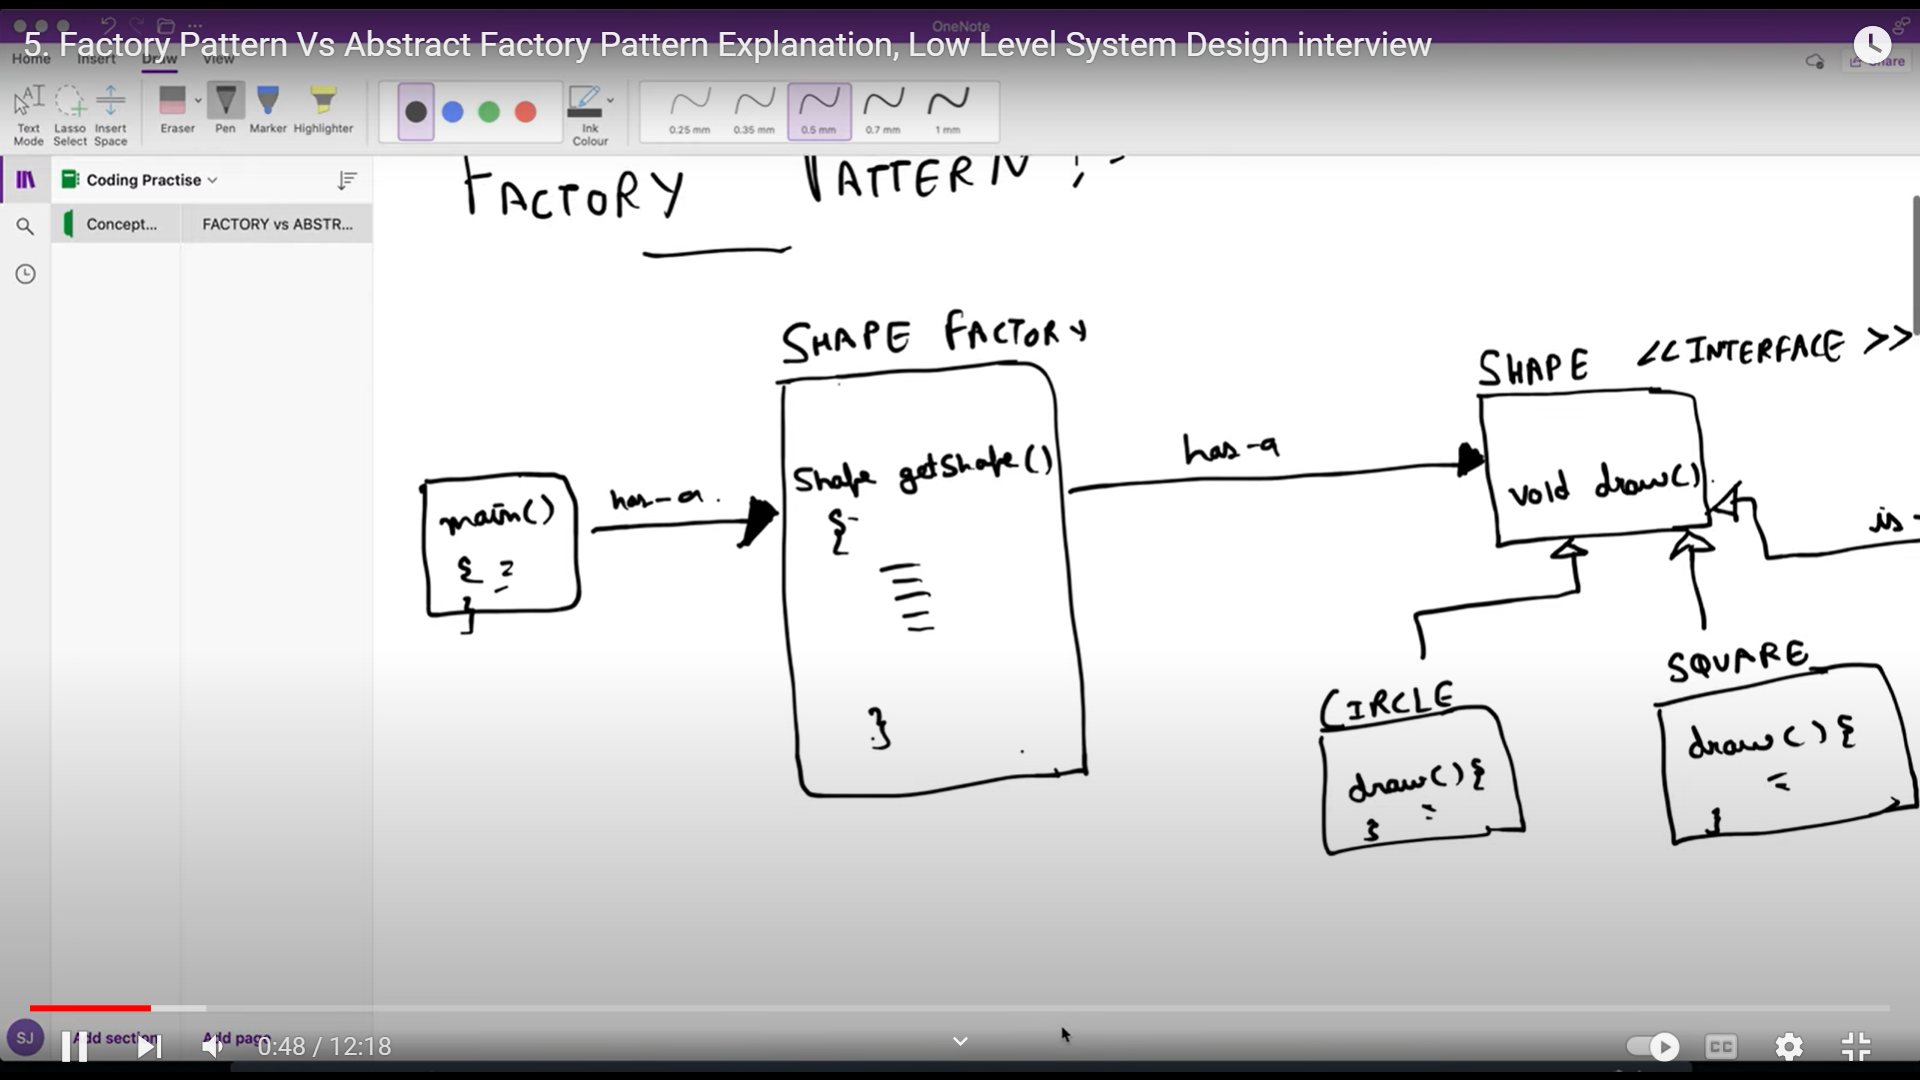 OneNote
5. Factory Pattern Vs Abstract Factory Pattern Explanation, Low Level System Design interview
Home Insert Draw View Share
Text Mode Lasso Select Insert Space Eraser Pen Marker Highlighter Ink Colour 0.25 mm 0.35 mm 0.5 mm 0.7 mm 1 mm
Coding Practise
Concept... FACTORY vs ABSTR...
FACTORY PATTERN :-
SHAPE FACTORY
SHAPE <<INTERFACE >>
has-a
Shape getShape()
main()
has-a.
void draw()
{
is-
{ =
}
SQUARE
CIRCLE
}
draw() {
=
}
draw() {
=
}
SJ Add section Add page
0:48 / 12:18
CC